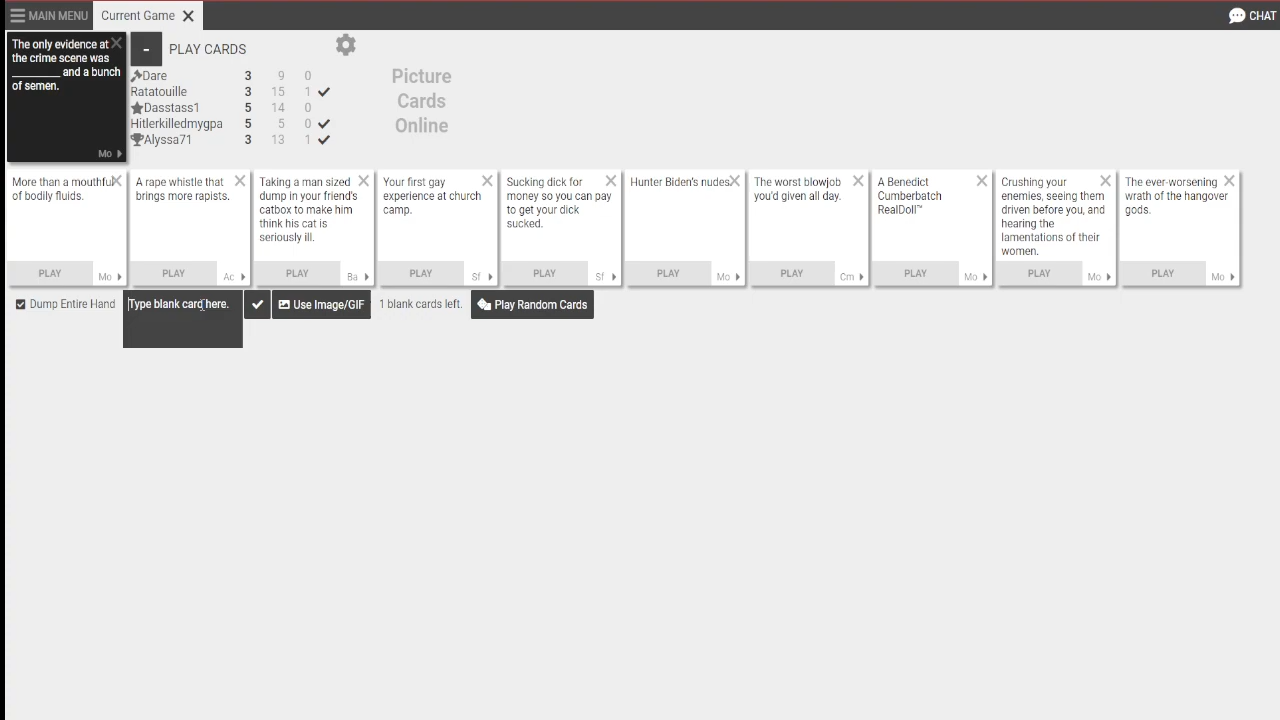 MAIN MENU
Current Game
CHAT
The only evidence at
the crime scene was
________ and a bunch
of semen.
Mo
-
PLAY CARDS
Dare 3 9 0
Ratatouille 3 15 1
Dasstass1 5 14 0
Hitlerkilledmygpa 5 5 0
Alyssa71 3 13 1
Picture
Cards
Online
More than a mouthful
of bodily fluids.
PLAY
Mo
A rape whistle that
brings more rapists.
PLAY
Ac
Taking a man sized
dump in your friend's
catbox to make him
think his cat is
seriously ill.
PLAY
Ba
Your first gay
experience at church
camp.
PLAY
Sf
Sucking dick for
money so you can pay
to get your dick
sucked.
PLAY
Sf
Hunter Biden's nudes.
PLAY
Mo
The worst blowjob
you'd given all day.
PLAY
Cm
A Benedict
Cumberbatch
RealDoll™
PLAY
Mo
Crushing your
enemies, seeing them
driven before you, and
hearing the
lamentations of their
women.
PLAY
Mo
The ever-worsening
wrath of the hangover
gods.
PLAY
Mo
Dump Entire Hand
Type blank card here.
Use Image/GIF
1 blank cards left.
Play Random Cards